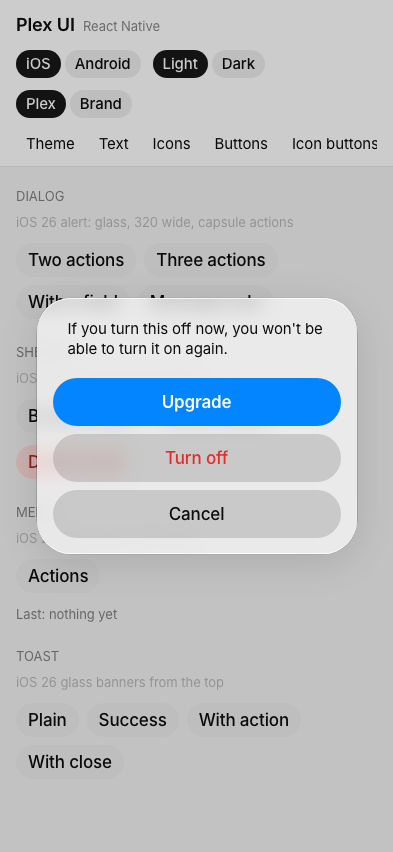 Plex UI React Native
iOS Android Light Dark
Plex Brand
Theme Text Icons Buttons Icon buttons
DIALOG
iOS 26 alert: glass, 320 wide, capsule actions
Two actions Three actions
If you turn this off now, you won't be
able to turn it on again.
Upgrade
Turn off
Cancel
iOS
Actions
Last: nothing yet
TOAST
iOS 26 glass banners from the top
Plain Success With action
With close